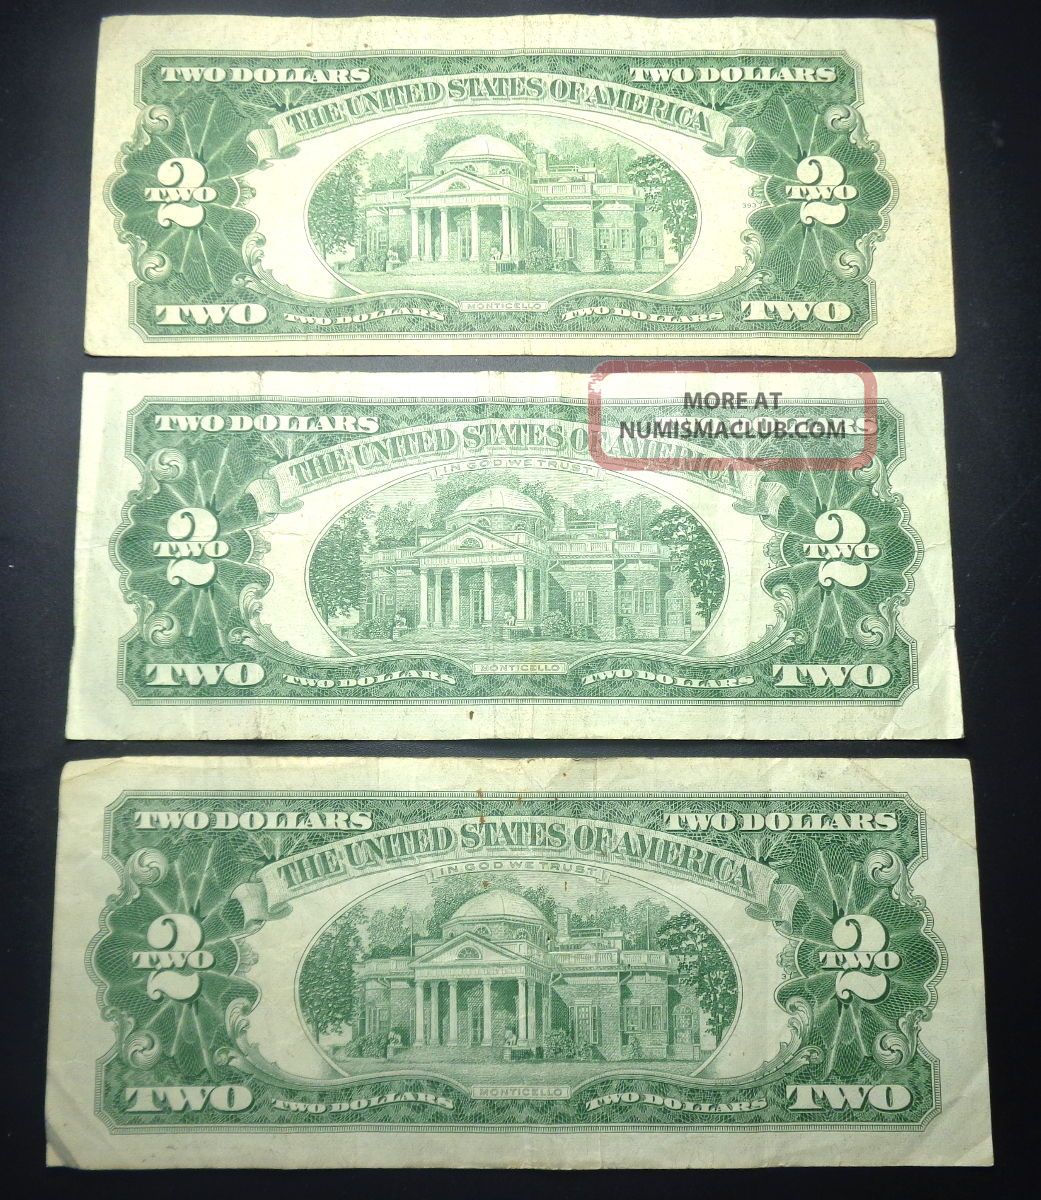 TWO DOLLARS TWO DOLLARS
THE UNITED STATES OF AMERICA
2 2
TWO TWO
393
MONTICELLO
TWO TWO DOLLARS TWO DOLLARS TWO
MORE AT
NUMISMACLUB.COM
TWO DOLLARS
THE UNITED STATES OF AMERICA
IN GOD WE TRUST
2 2
TWO TWO
MONTICELLO
TWO TWO DOLLARS TWO DOLLARS TWO
TWO DOLLARS TWO DOLLARS
THE UNITED STATES OF AMERICA
IN GOD WE TRUST
2 2
TWO TWO
MONTICELLO
TWO TWO DOLLARS TWO DOLLARS TWO